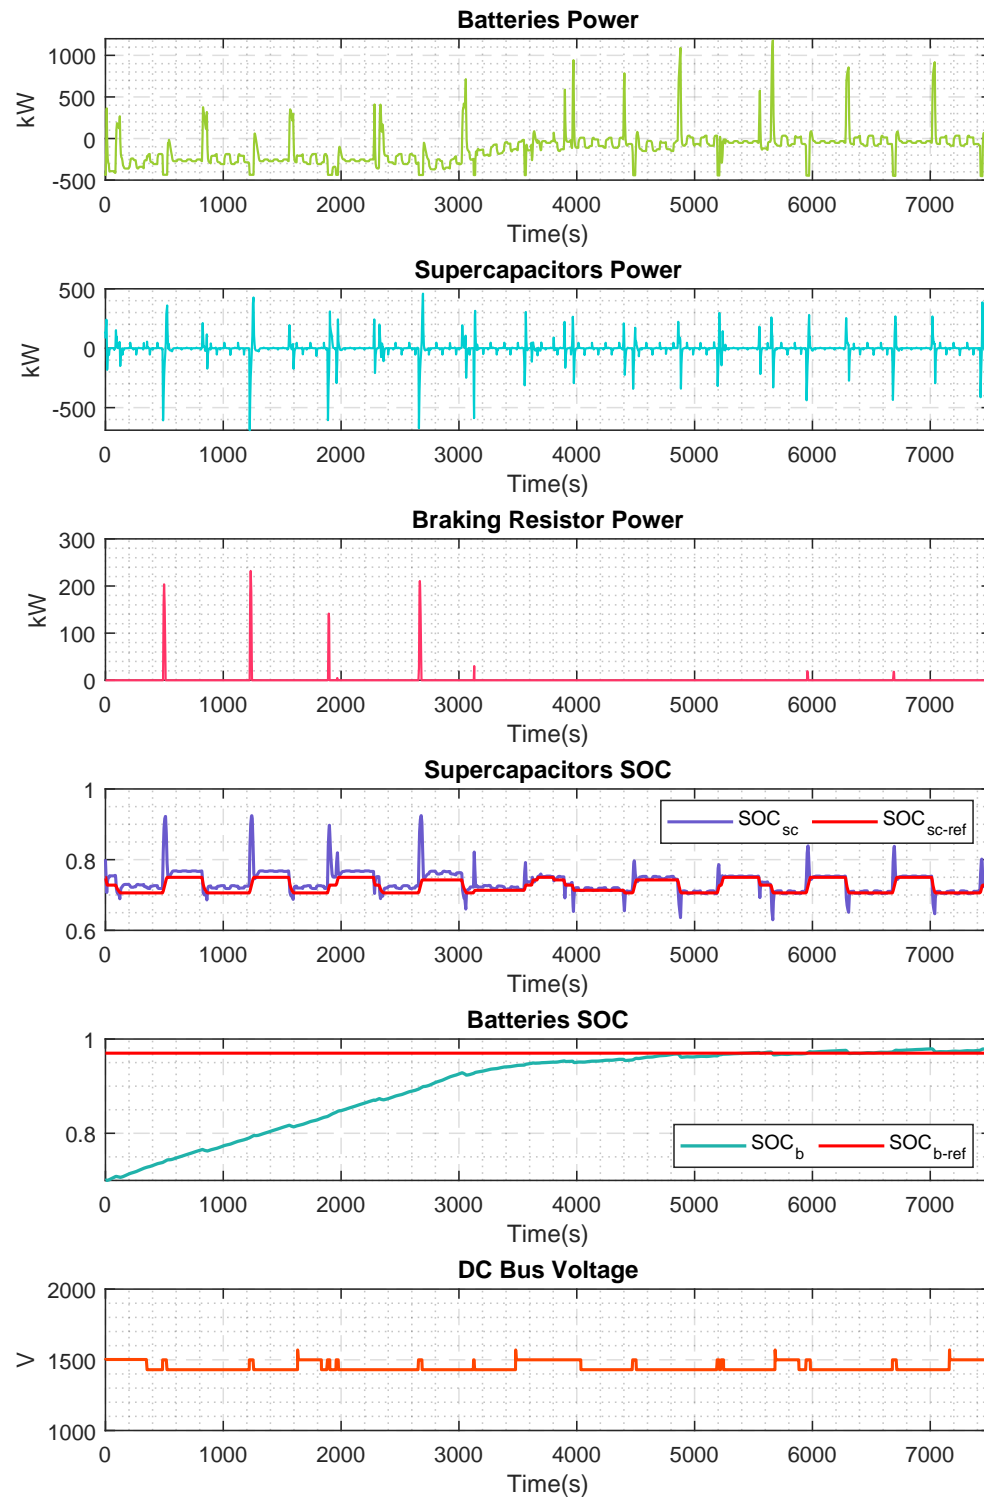 Batteries Power
1000
500
0
-500
kW
0 1000 2000 3000 4000 5000 6000 7000
Time(s)
Supercapacitors Power
500
0
-500
kW
0 1000 2000 3000 4000 5000 6000 7000
Time(s)
Braking Resistor Power
300
200
100
0
kW
0 1000 2000 3000 4000 5000 6000 7000
Time(s)
Supercapacitors SOC
1
0.8
0.6
SOC_sc SOC_sc-ref
0 1000 2000 3000 4000 5000 6000 7000
Time(s)
Batteries SOC
1
0.8
SOC_b SOC_b-ref
0 1000 2000 3000 4000 5000 6000 7000
Time(s)
DC Bus Voltage
2000
1500
1000
V
0 1000 2000 3000 4000 5000 6000 7000
Time(s)